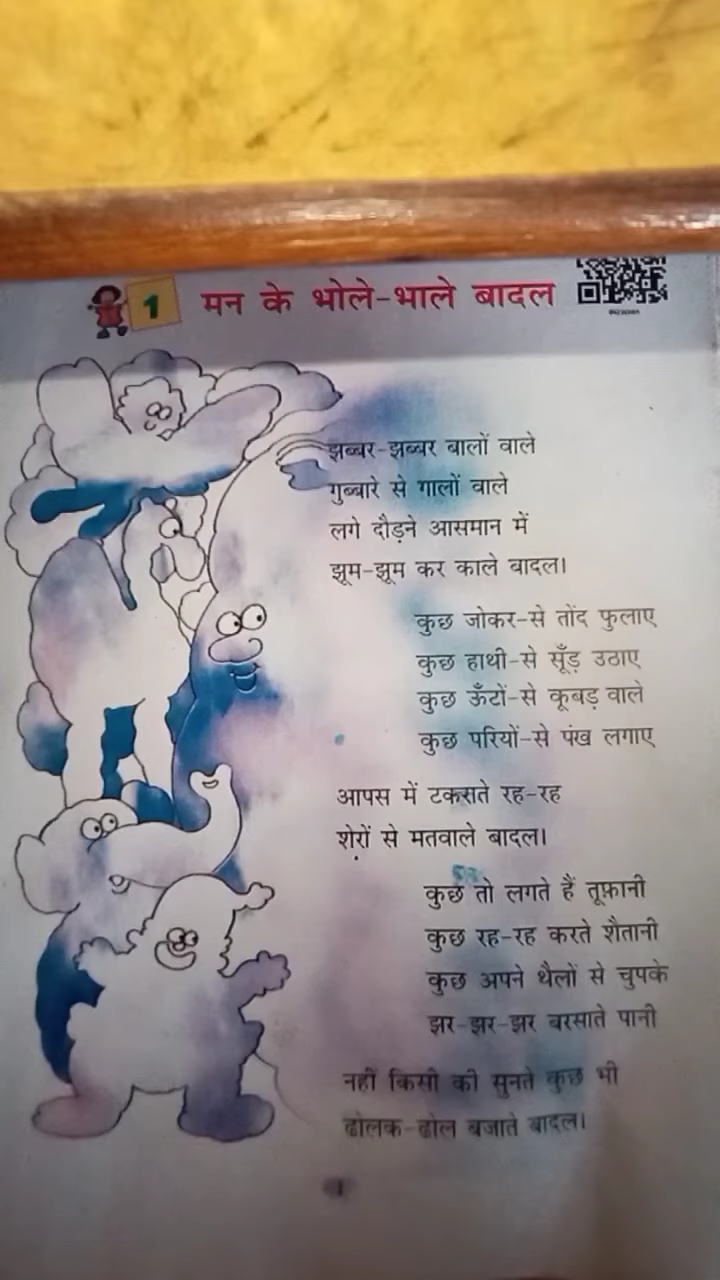 1 मन के भोले-भाले बादल
झब्बर-झब्बर बालों वाले
गुब्बारे से गालों वाले
लगे दौड़ने आसमान में
झूम-झूम कर काले बादल।
कुछ जोकर-से तोंद फुलाए
कुछ हाथी-से सूँड़ उठाए
कुछ ऊँटों-से कूबड़ वाले
कुछ परियों-से पंख लगाए
आपस में टकराते रह-रह
शेरों से मतवाले बादल।
कुछ तो लगते हैं तूफ़ानी
कुछ रह-रह करते शैतानी
कुछ अपने थैलों से चुपके
झर-झर-झर बरसाते पानी
नहीं किसी की सुनते कुछ भी
ढोलक-ढोल बजाते बादल।